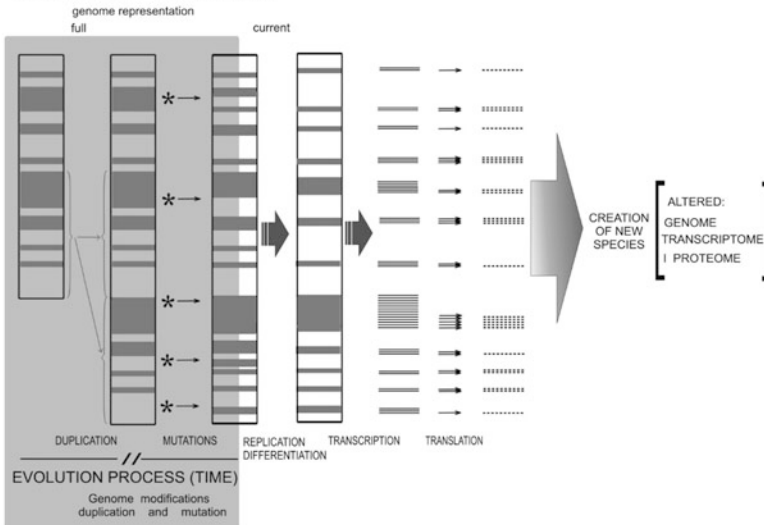 genome representation
full
current
*
*
*
*
*
CREATION
OF NEW
SPECIES
ALTERED:
GENOME
TRANSCRIPTOME
I PROTEOME
DUPLICATION
MUTATIONS
REPLICATION
DIFFERENTIATION
TRANSCRIPTION
TRANSLATION
//
EVOLUTION PROCESS (TIME)
Genome modifications
duplication and mutation